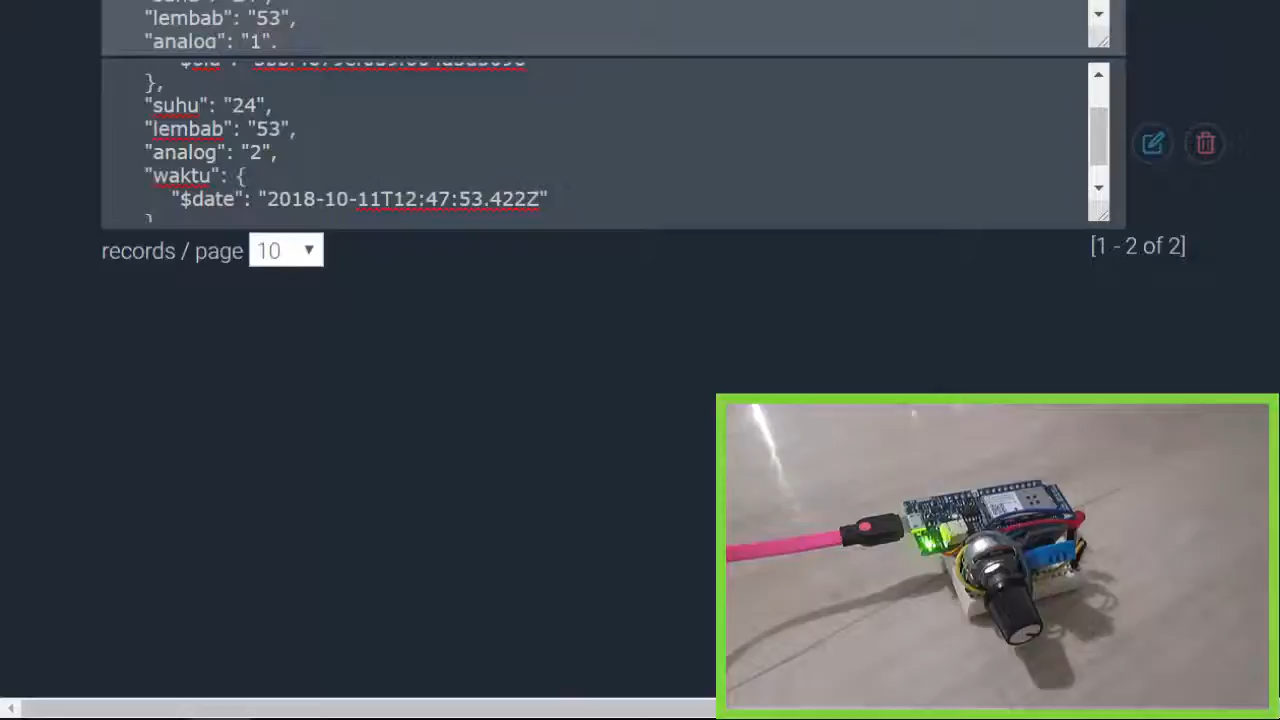 "lembab": "53",
"analog": "1",
},
"suhu": "24",
"lembab": "53",
"analog": "2",
"waktu": {
"$date": "2018-10-11T12:47:53.422Z"
}
records / page 10
[1 - 2 of 2]